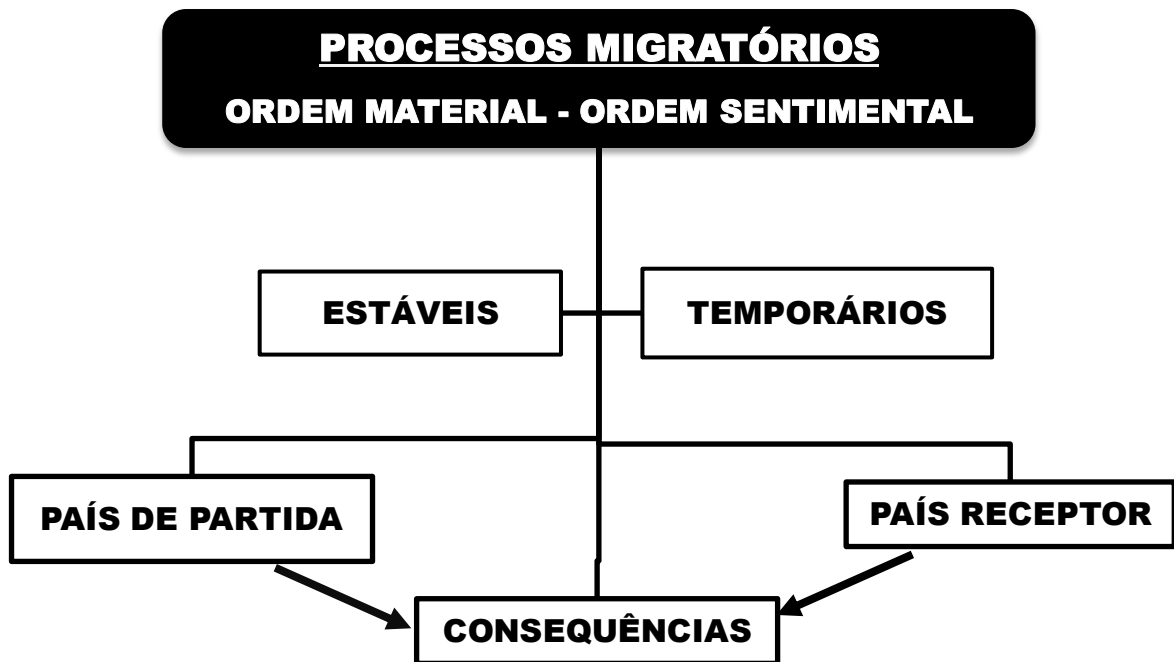 PROCESSOS MIGRATÓRIOS
ORDEM MATERIAL - ORDEM SENTIMENTAL
ESTÁVEIS
TEMPORÁRIOS
PAÍS DE PARTIDA
PAÍS RECEPTOR
CONSEQUÊNCIAS